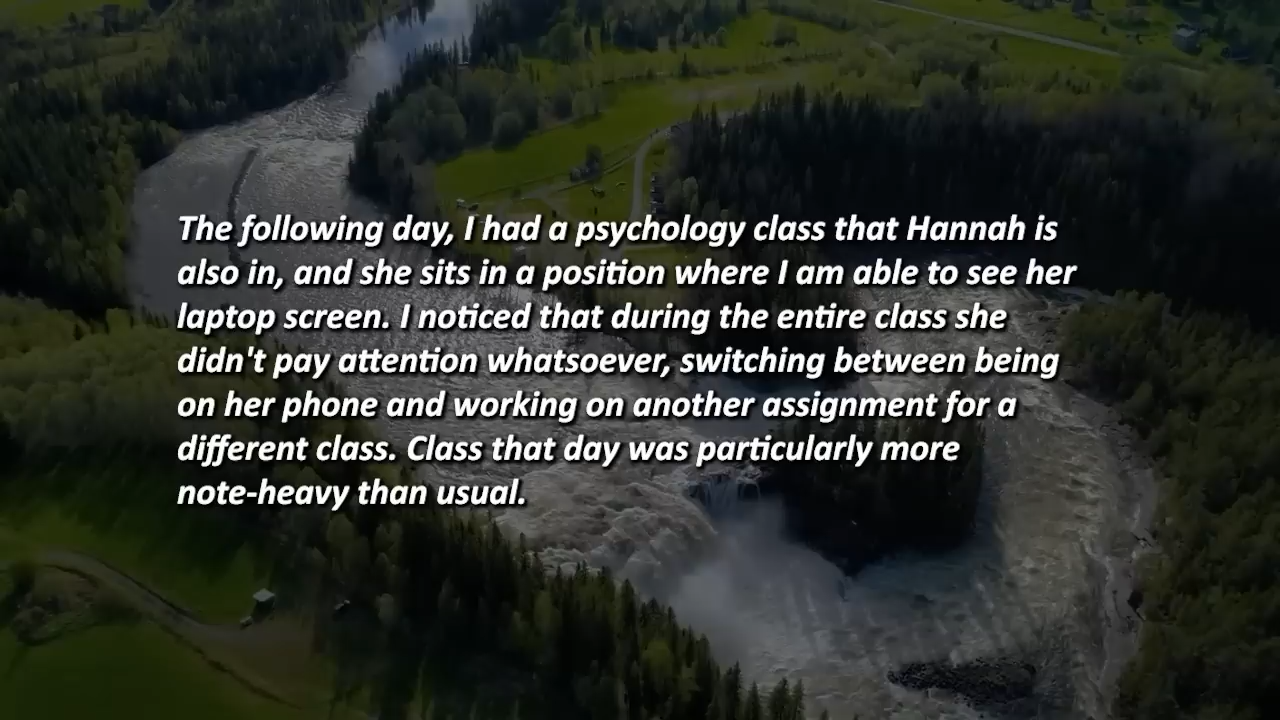 The following day, I had a psychology class that Hannah is
also in, and she sits in a position where I am able to see her
laptop screen. I noticed that during the entire class she
didn't pay attention whatsoever, switching between being
on her phone and working on another assignment for a
different class. Class that day was particularly more
note-heavy than usual.